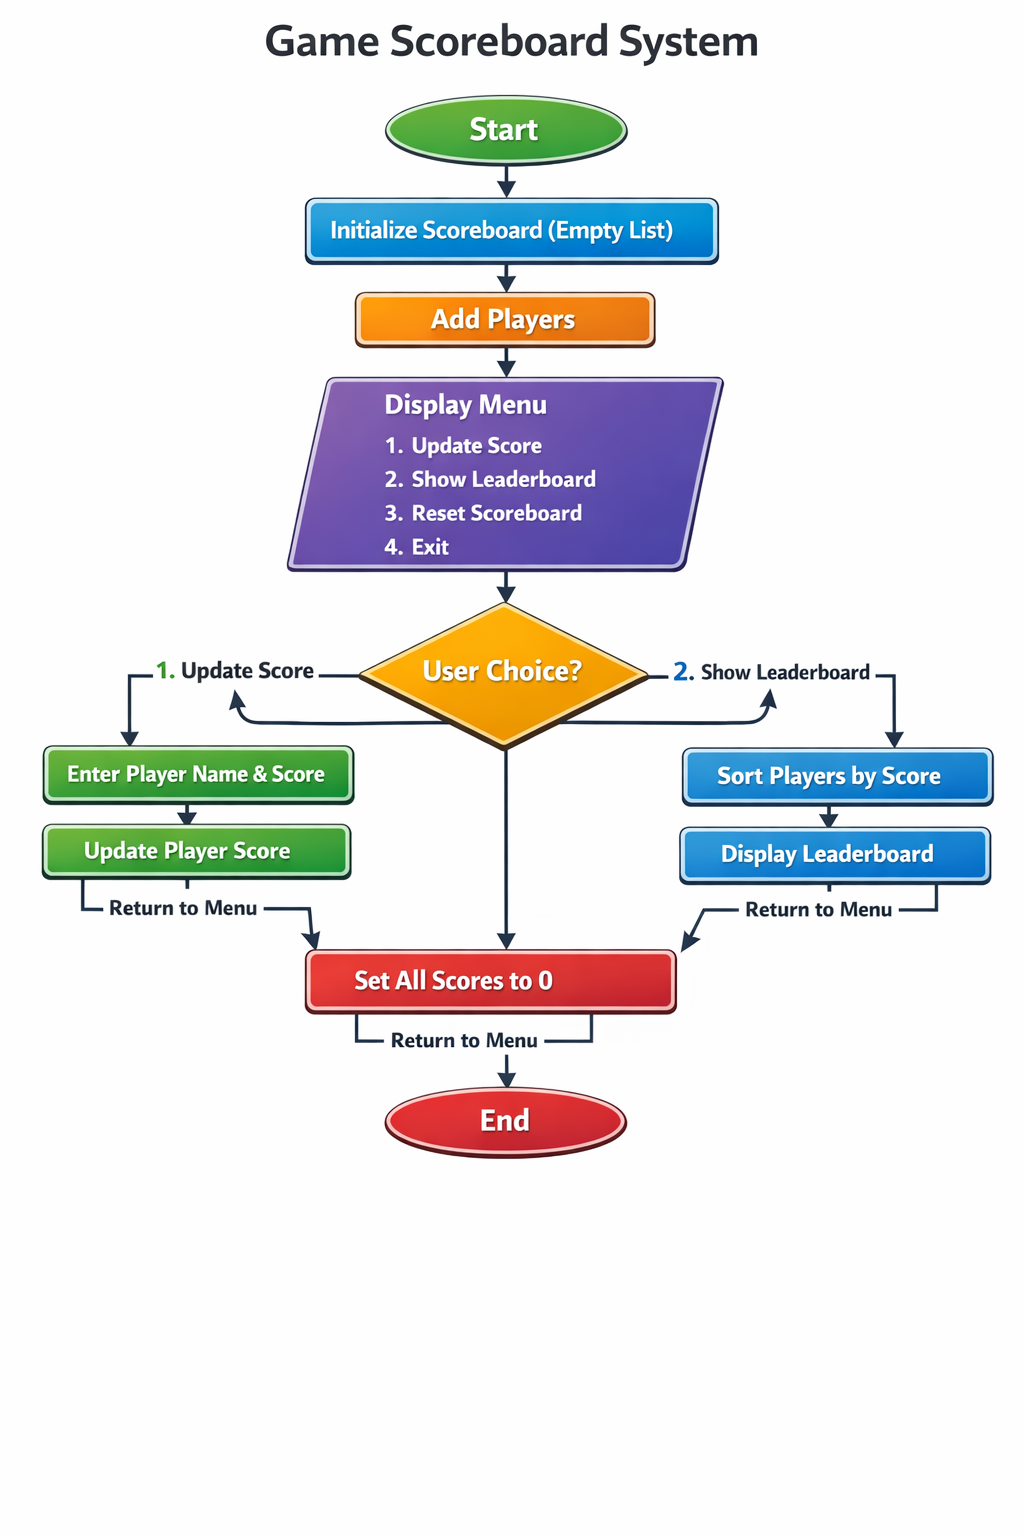 Game Scoreboard System
Start
Initialize Scoreboard (Empty List)
Add Players
Display Menu
1. Update Score
2. Show Leaderboard
3. Reset Scoreboard
4. Exit
User Choice?
1. Update Score
2. Show Leaderboard
Enter Player Name & Score
Sort Players by Score
Update Player Score
Display Leaderboard
Return to Menu
Return to Menu
Set All Scores to 0
Return to Menu
End